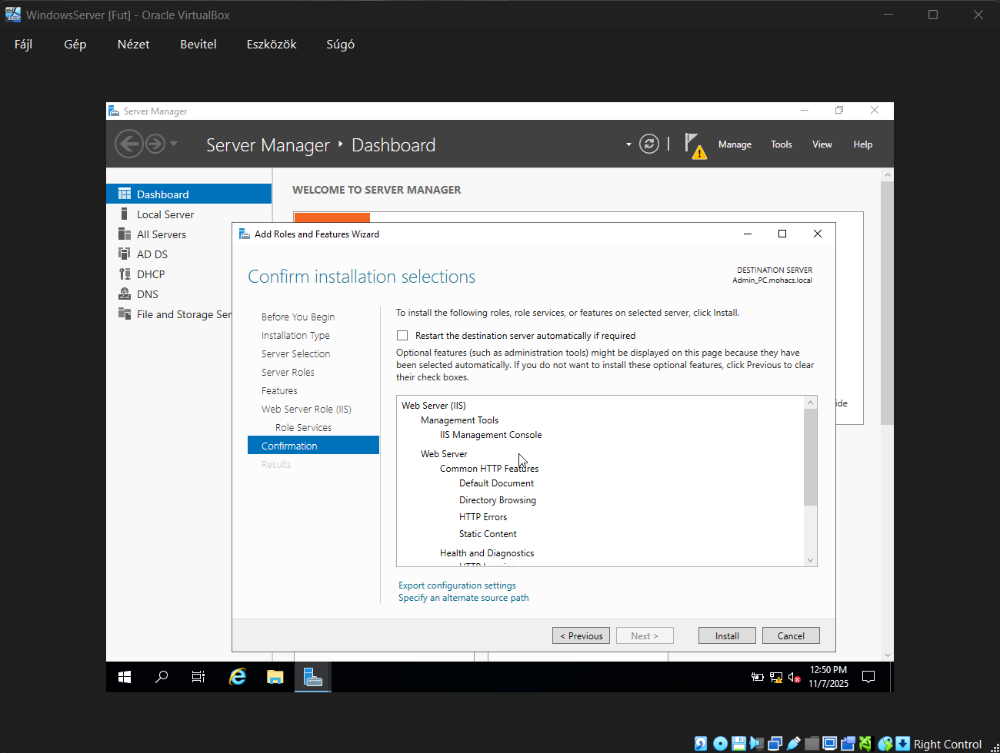 WindowsServer [Fut] - Oracle VirtualBox
Fájl Gép Nézet Bevitel Eszközök Súgó
Server Manager
Server Manager Dashboard
Manage Tools View Help
WELCOME TO SERVER MANAGER
Dashboard
Local Server
All Servers
AD DS
DHCP
DNS
File and Storage Ser
Add Roles and Features Wizard
Confirm installation selections
DESTINATION SERVER
Admin_PC.mohacs.local
Before You Begin
Installation Type
Server Selection
Server Roles
Features
Web Server Role (IIS)
Role Services
Confirmation
Results
To install the following roles, role services, or features on selected server, click Install.
Restart the destination server automatically if required
Optional features (such as administration tools) might be displayed on this page because they have
been selected automatically. If you do not want to install these optional features, click Previous to clear
their check boxes.
Web Server (IIS)
Management Tools
IIS Management Console
Web Server
Common HTTP Features
Default Document
Directory Browsing
HTTP Errors
Static Content
Health and Diagnostics
Export configuration settings
Specify an alternate source path
< Previous Next > Install Cancel
12:50 PM
11/7/2025
Right Control